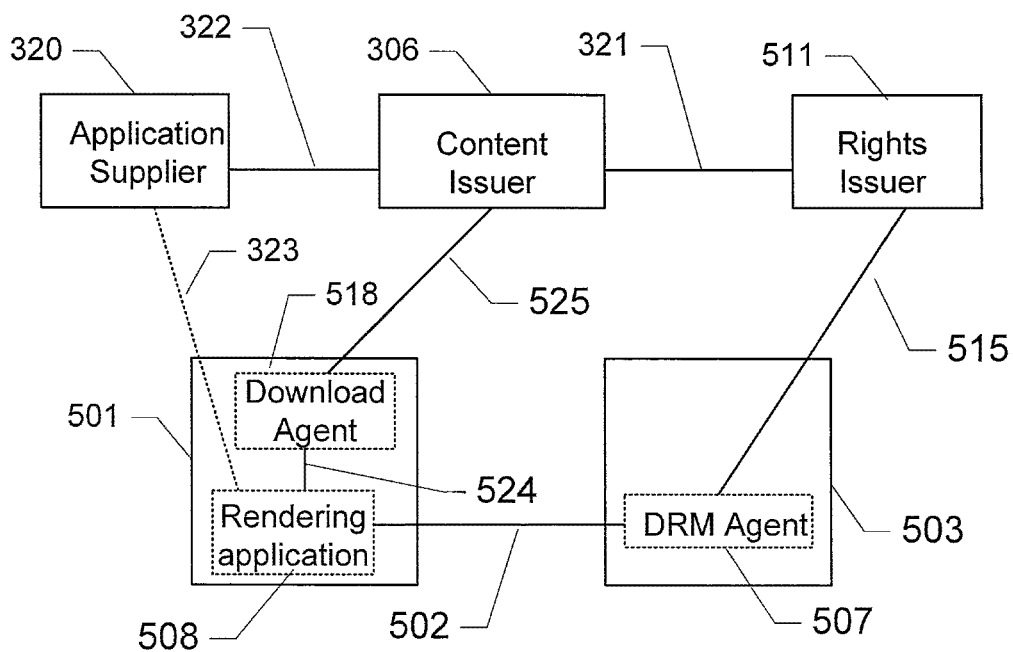 322
321
320
306
511
Application
Supplier
Content
Issuer
Rights
Issuer
323
518
525
515
Download
Agent
501
524
Rendering
application
DRM Agent
503
508
502
507